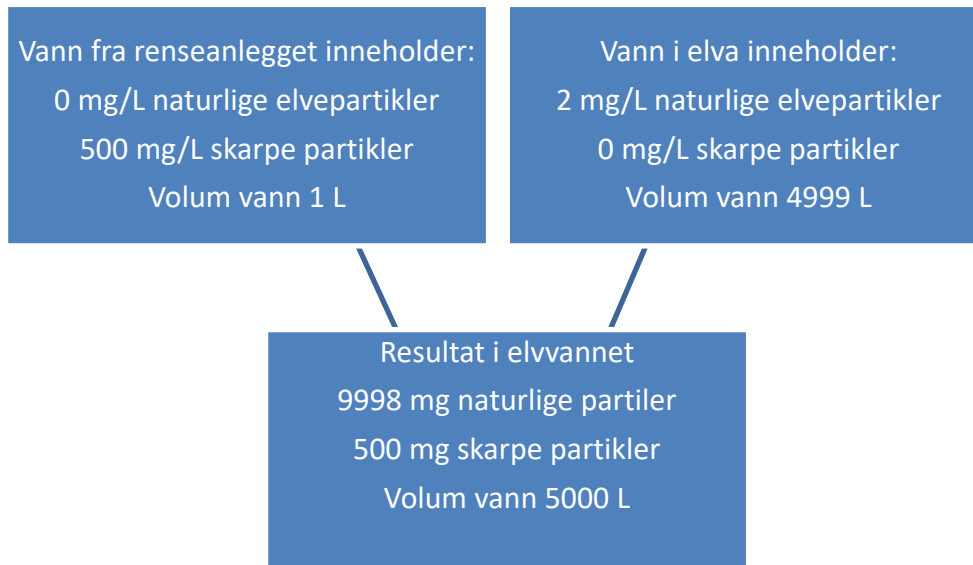 Vann fra renseanlegget inneholder:
0 mg/L naturlige elvepartikler
500 mg/L skarpe partikler
Volum vann 1 L
Vann i elva inneholder:
2 mg/L naturlige elvepartikler
0 mg/L skarpe partikler
Volum vann 4999 L
Resultat i elvvannet
9998 mg naturlige partiler
500 mg skarpe partikler
Volum vann 5000 L